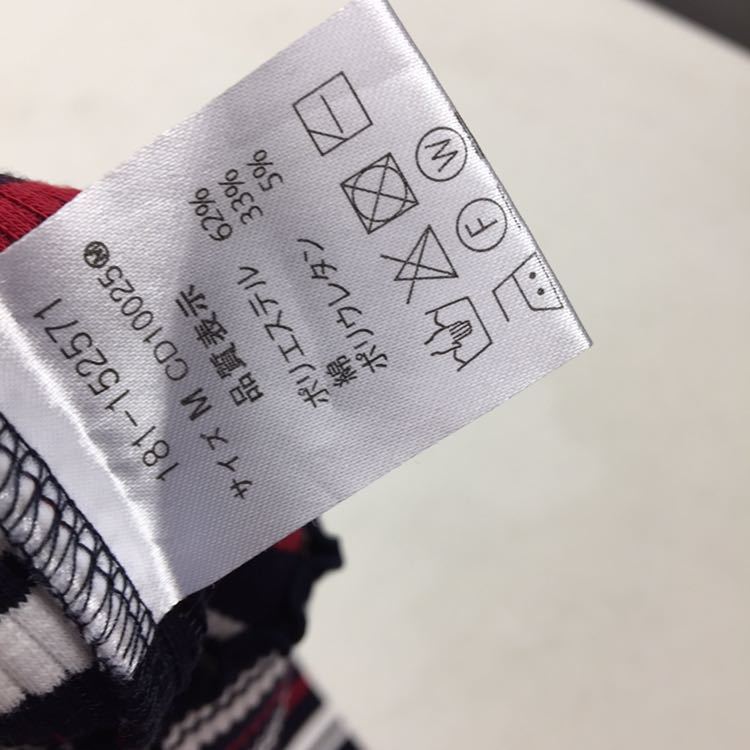 181-152571
サイズ M CD10025Ⓜ
品質表示
ポリエステル 62%
綿 33%
ポリウレタン 5%
F W